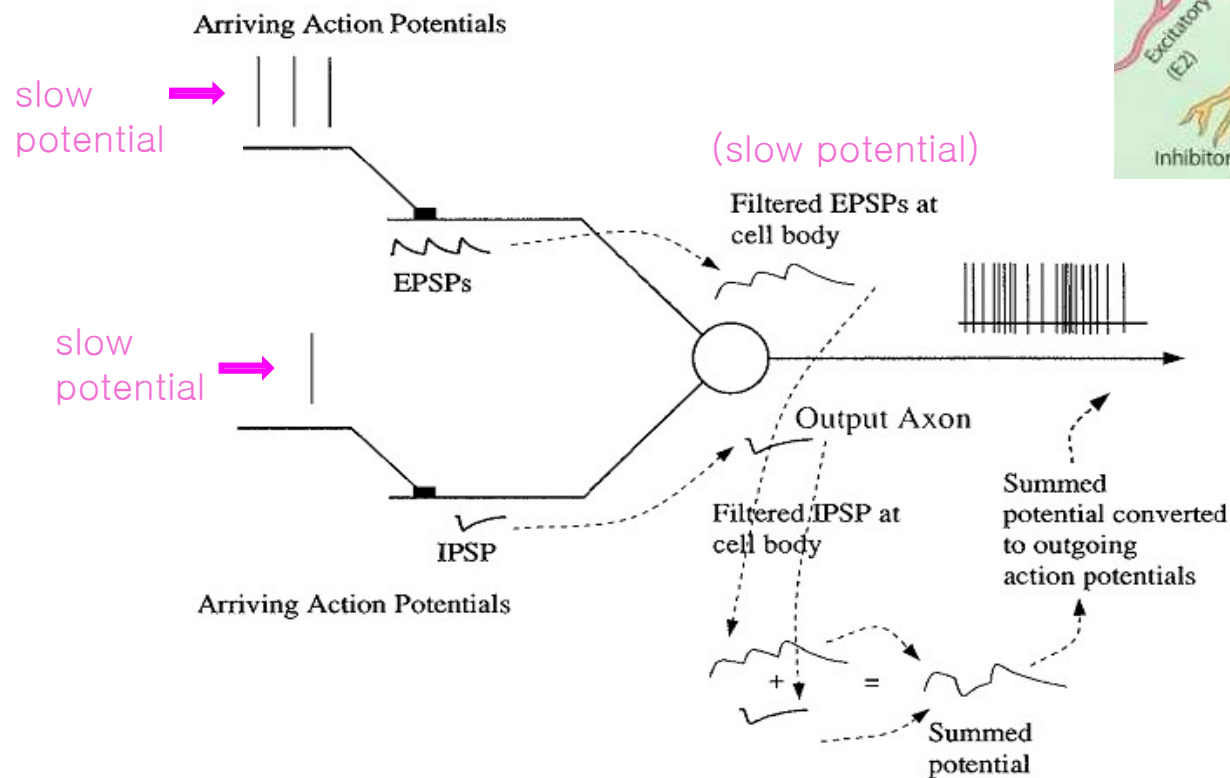 Arriving Action Potentials
slow
potential
Excitatory
(E2)
(slow potential)
Filtered EPSPs at
cell body
EPSPs
slow
potential
Output Axon
Filtered IPSP at
cell body
IPSP
Summed
potential converted
to outgoing
action potentials
Arriving Action Potentials
+
=
Summed
potential